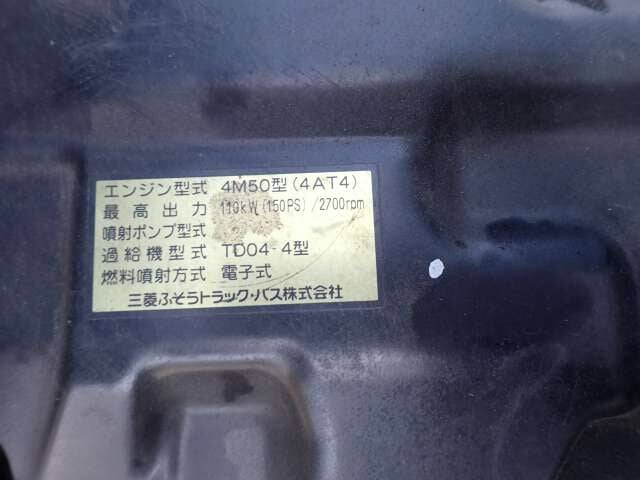 エンジン型式 4M50型(4AT4)
最高出力 110kW(150PS)/2700rpm
噴射ポンプ型式
過給機型式 TD04-4型
燃料噴射方式 電子式
三菱ふそうトラック・バス株式会社